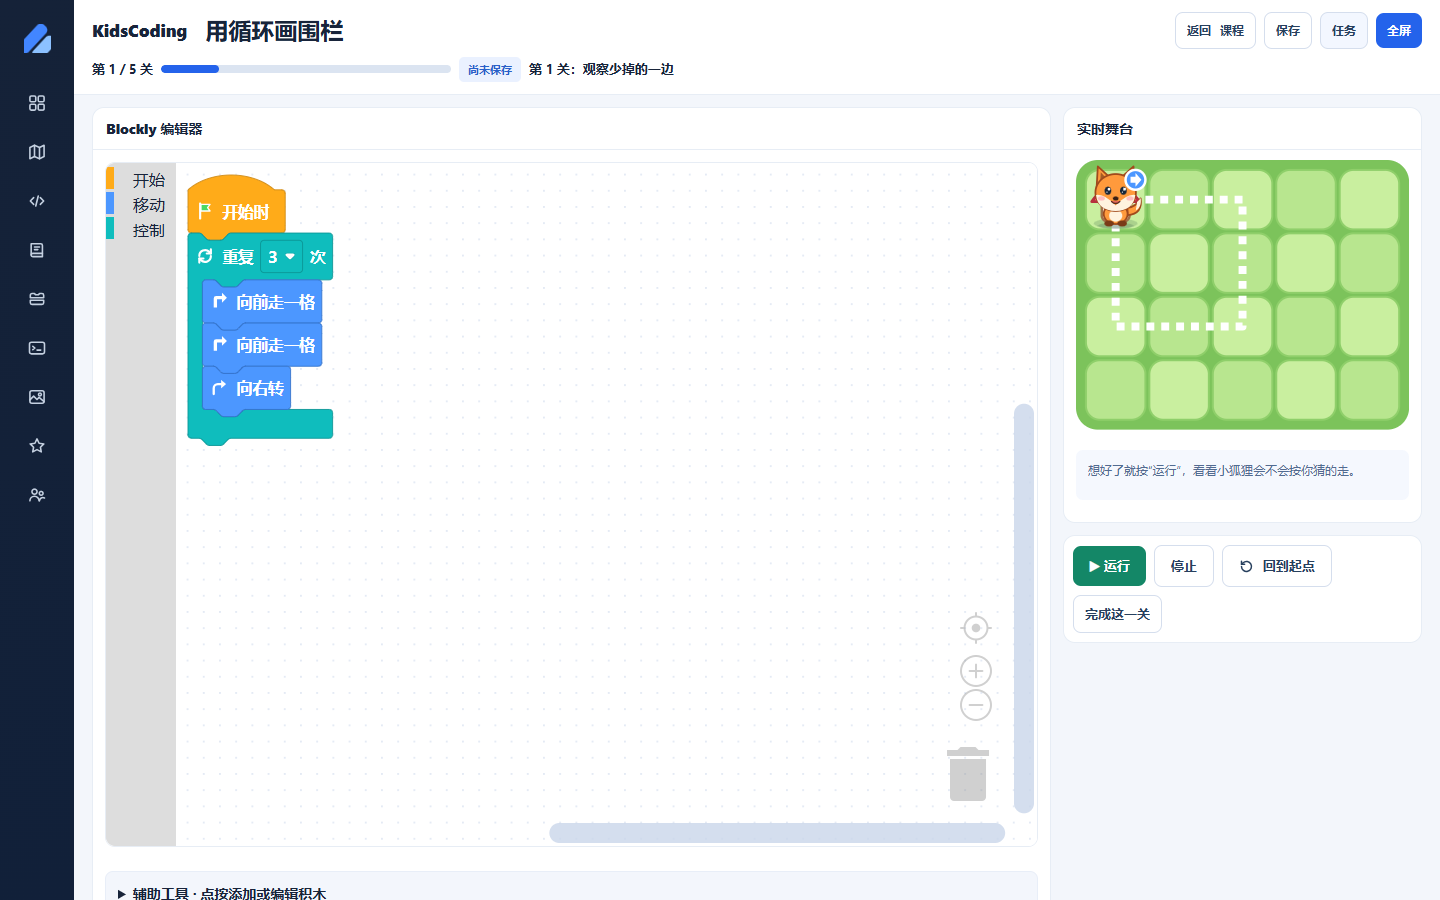 KidsCoding 用循环画围栏
返回 课程
保存
任务
全屏
第 1 / 5 关
尚未保存
第 1 关：观察少掉的一边
Blockly 编辑器
开始
移动
控制
开始时
重复 3 次
向前走一格
向前走一格
向右转
辅助工具 · 点按添加或编辑积木
实时舞台
想好了就按“运行”，看看小狐狸会不会按你猜的走。
运行
停止
回到起点
完成这一关